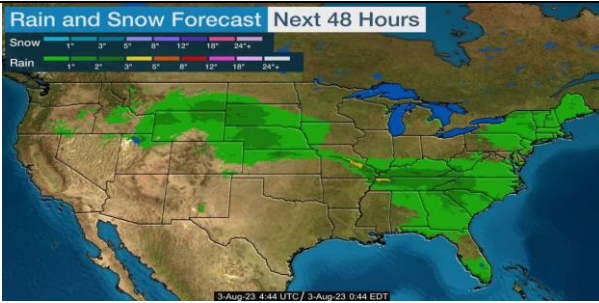 Rain and Snow Forecast Next 48 Hours
Snow 1" 3" 5" 8" 12" 18" 24"+
Rain 1" 2" 3" 5" 8" 12" 18" 24"+
3-Aug-23 4:44 UTC / 3-Aug-23 0:44 EDT